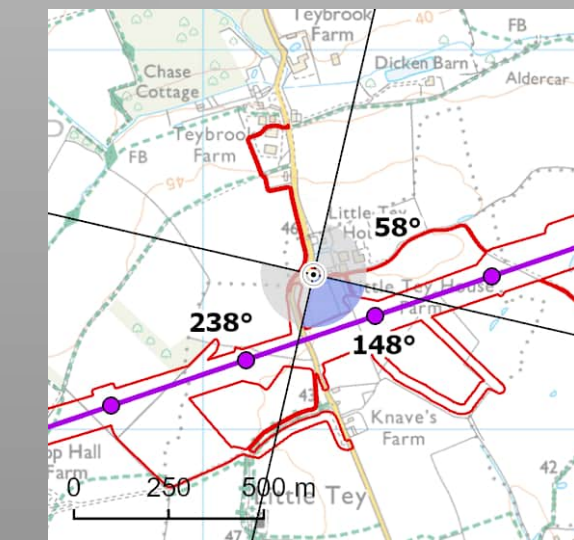 Teybrook
Farm
40
FB
Dicken Barn
Aldercar
Chase
Cottage
Teybrook
Farm
FB
45
Little Tey
46
58°
Little Tey House
Farm
238°
148°
43
Knave's
Farm
op Hall
Farm
42
0 250 500 m
Little Tey
47